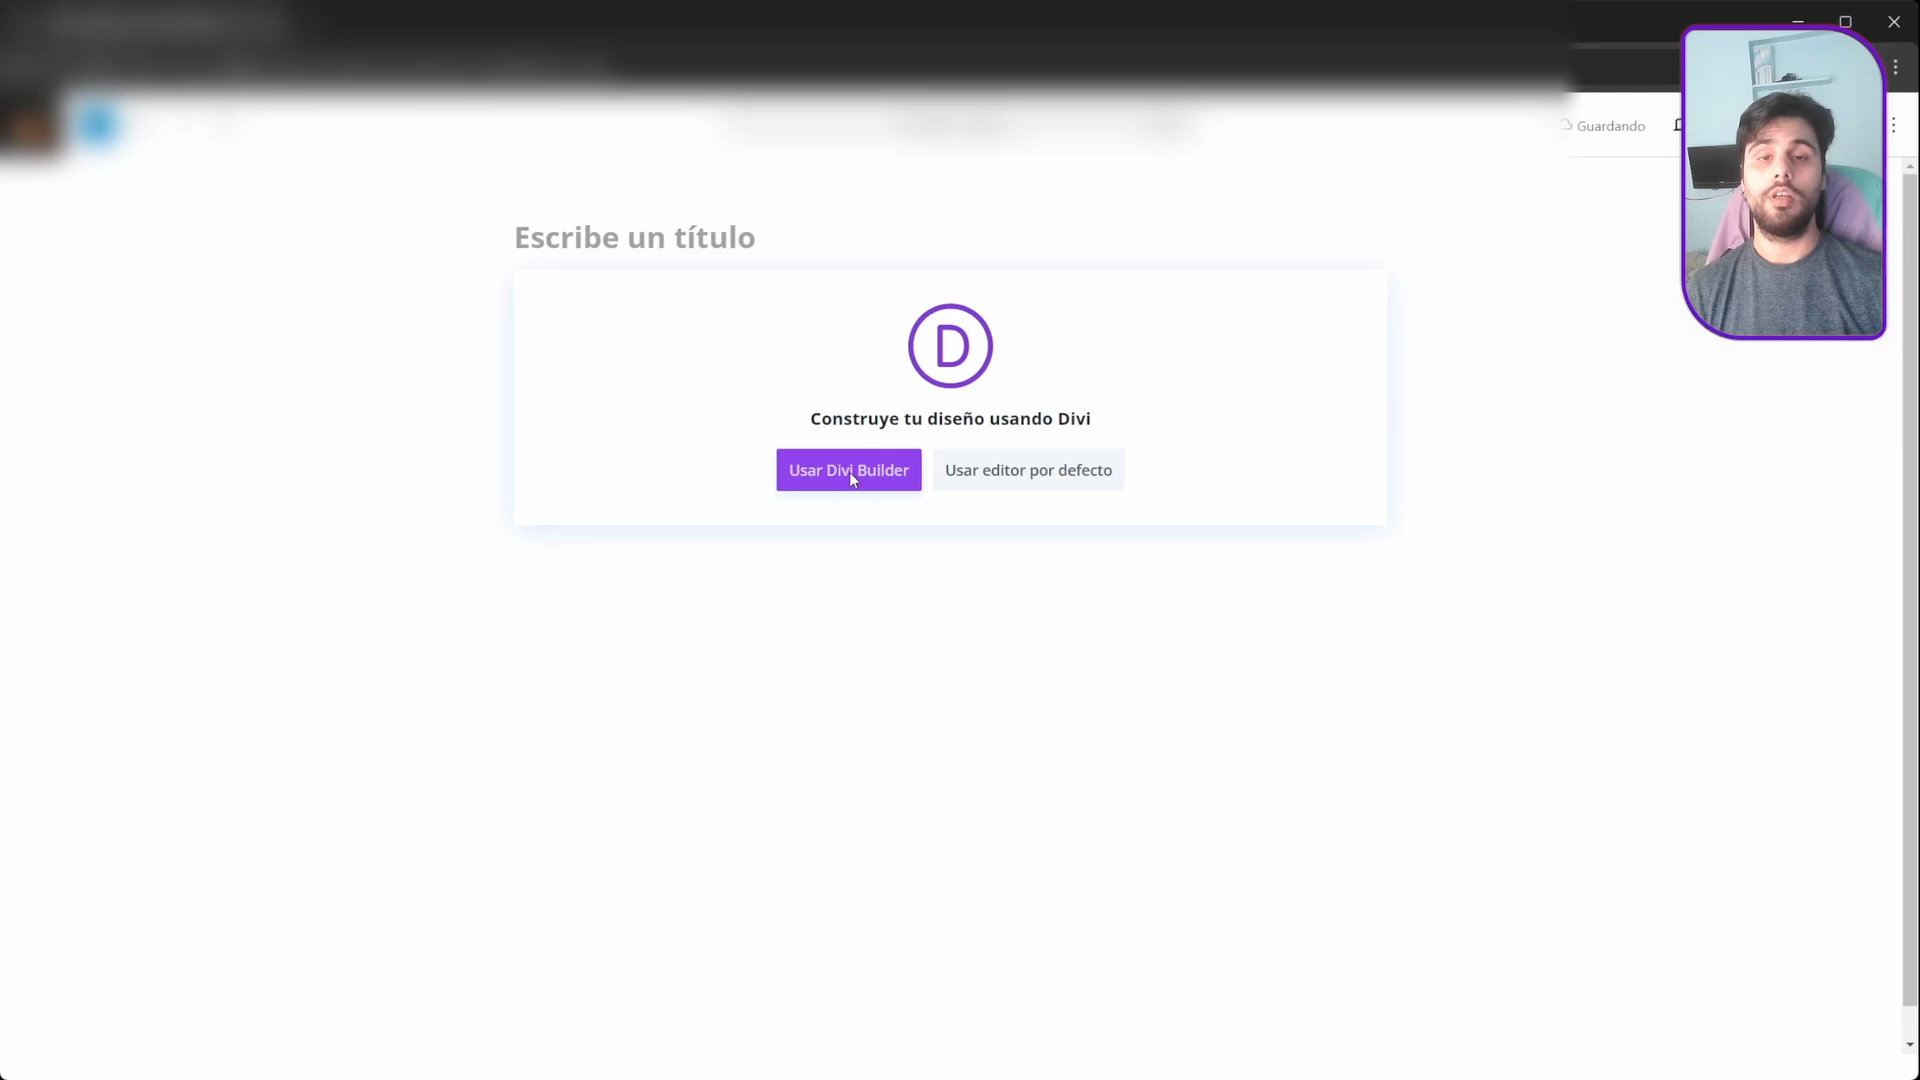 Guardando
Escribe un título
D
Construye tu diseño usando Divi
Usar Divi Builder
Usar editor por defecto